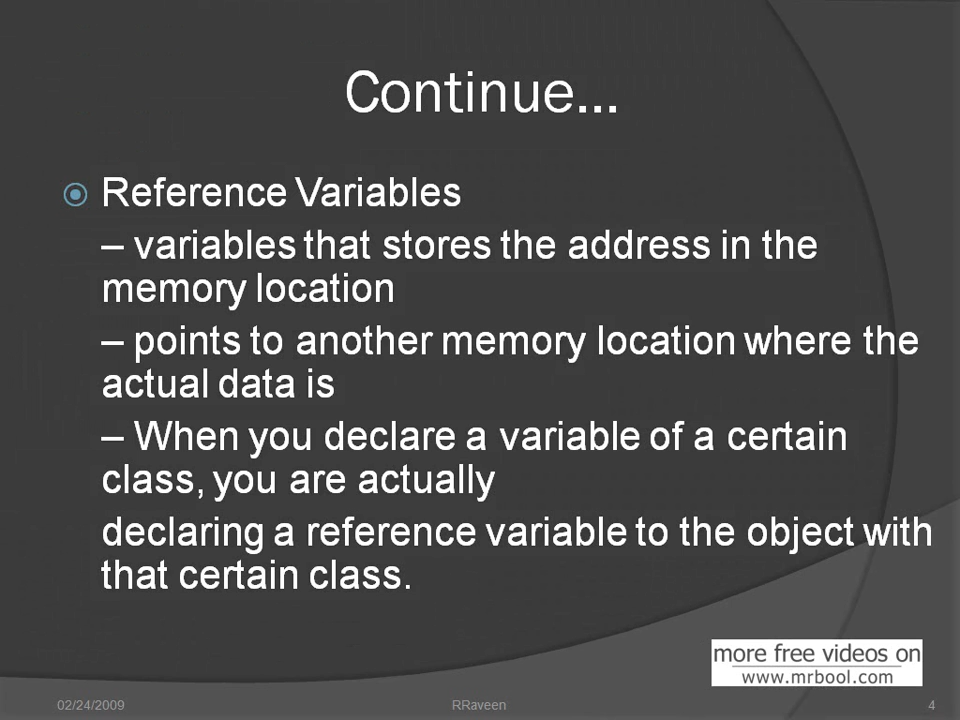 Continue...
Reference Variables
– variables that stores the address in the
memory location
– points to another memory location where the
actual data is
– When you declare a variable of a certain
class, you are actually
declaring a reference variable to the object with
that certain class.
more free videos on
www.mrbool.com
02/24/2009 RRaveen 4